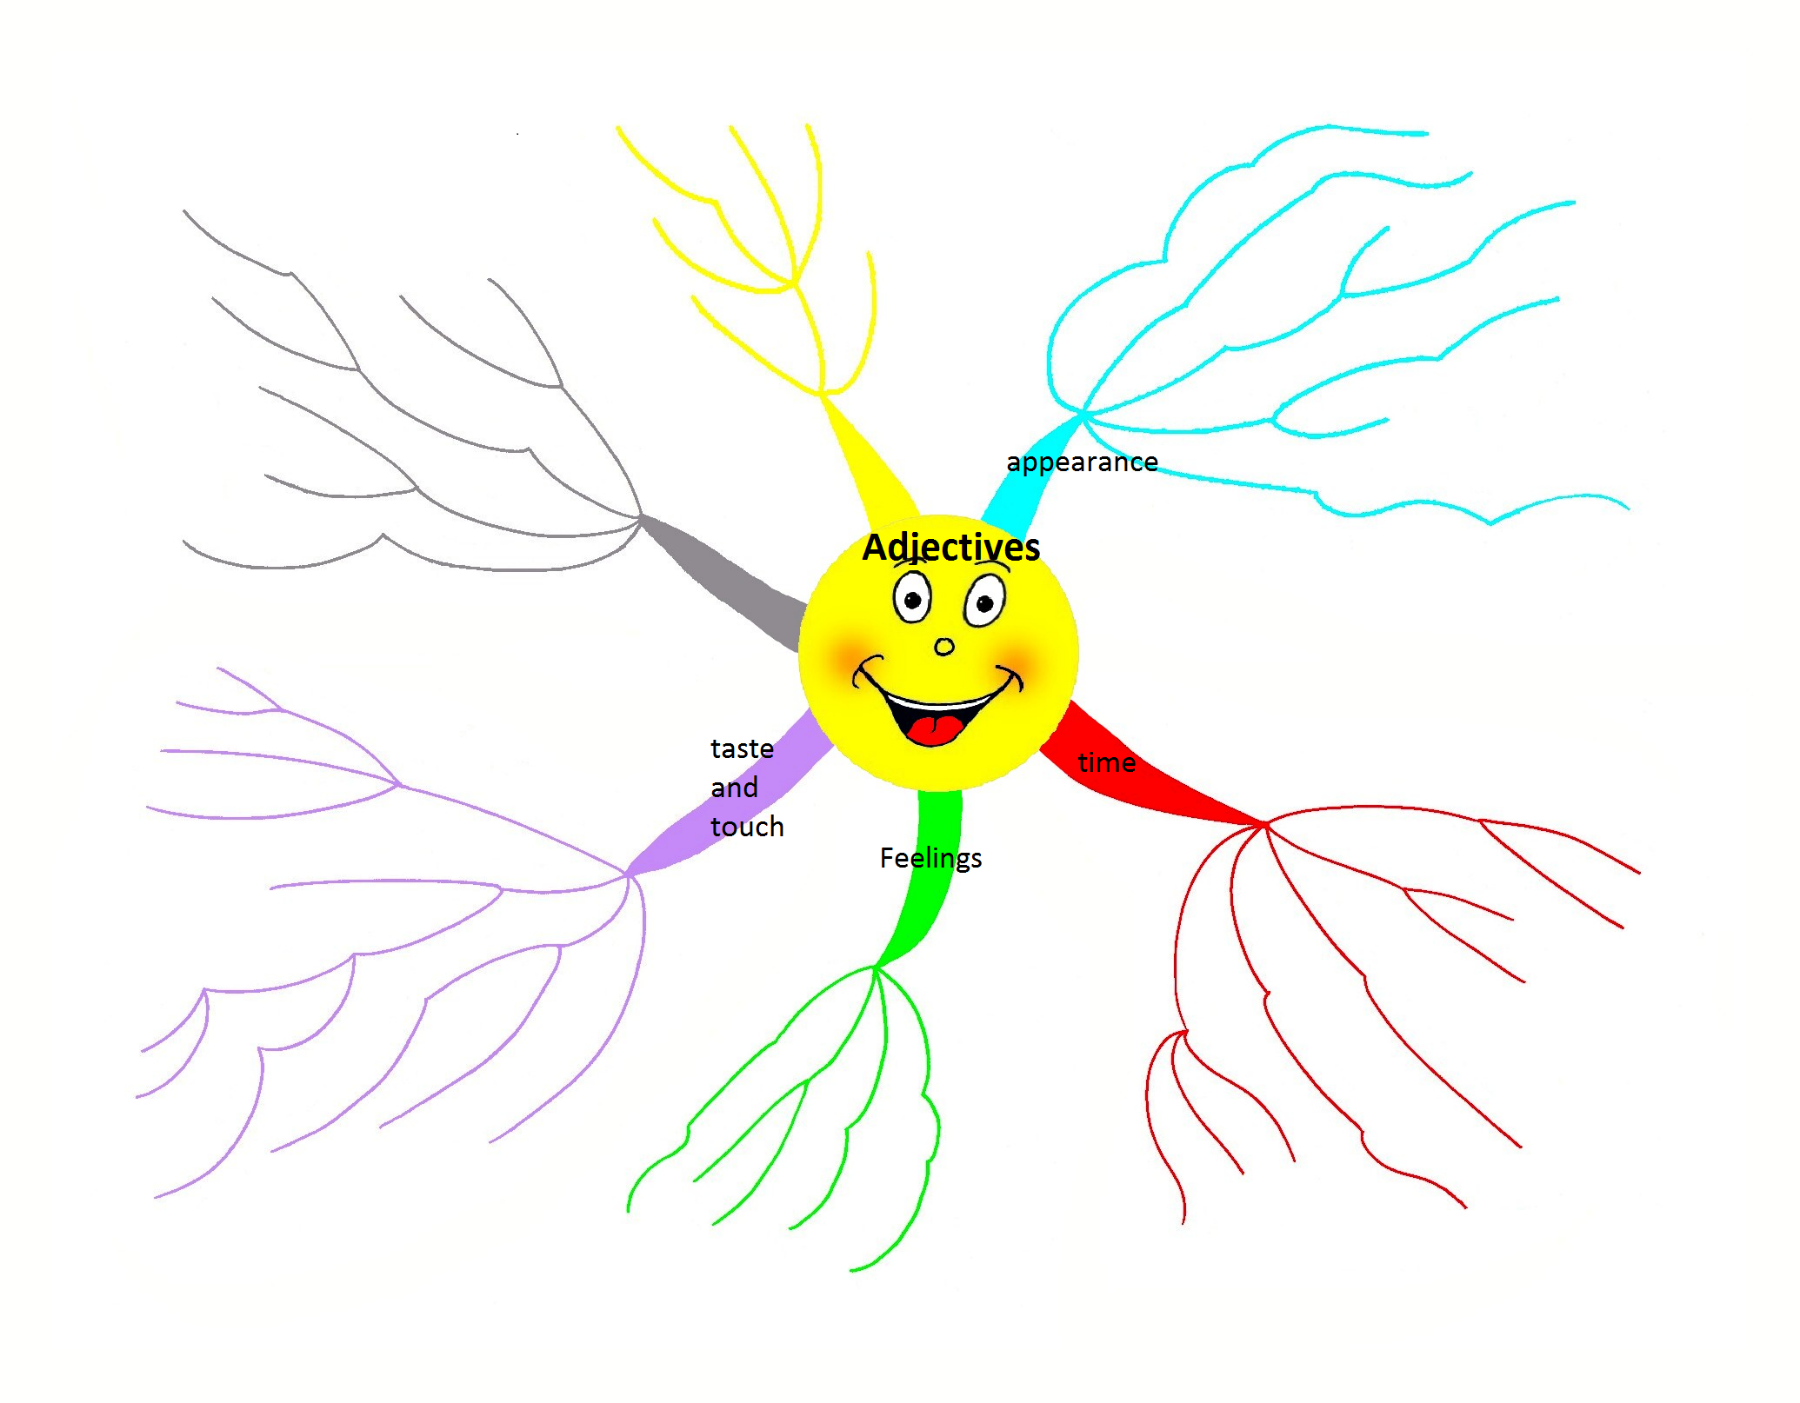 appearance
Adjectives
taste
and
touch
time
Feelings